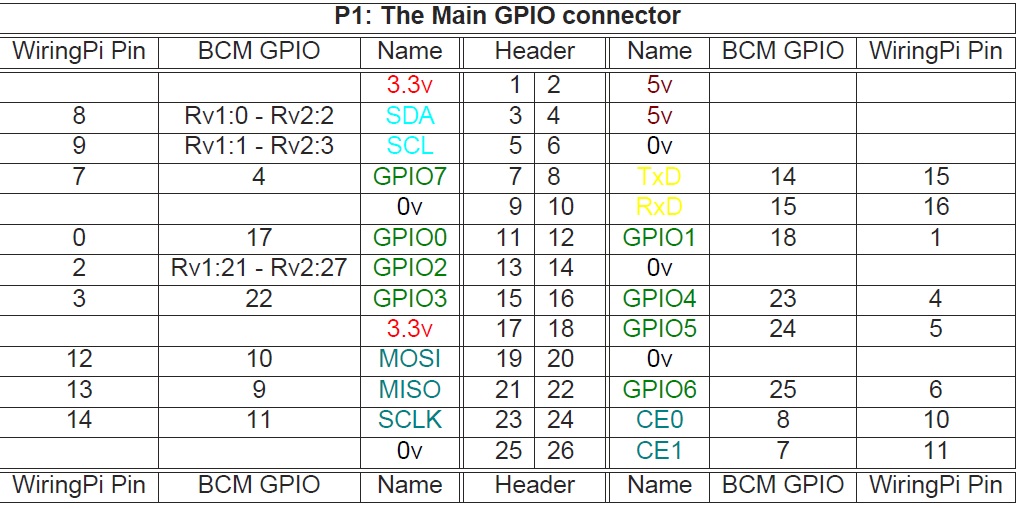 P1: The Main GPIO connector
WiringPi Pin BCM GPIO Name Header Name BCM GPIO WiringPi Pin
3.3v 1 2 5v
8 Rv1:0 - Rv2:2 SDA 3 4 5v
9 Rv1:1 - Rv2:3 SCL 5 6 0v
7 4 GPIO7 7 8 TxD 14 15
0v 9 10 RxD 15 16
0 17 GPIO0 11 12 GPIO1 18 1
2 Rv1:21 - Rv2:27 GPIO2 13 14 0v
3 22 GPIO3 15 16 GPIO4 23 4
3.3v 17 18 GPIO5 24 5
12 10 MOSI 19 20 0v
13 9 MISO 21 22 GPIO6 25 6
14 11 SCLK 23 24 CE0 8 10
0v 25 26 CE1 7 11
WiringPi Pin BCM GPIO Name Header Name BCM GPIO WiringPi Pin